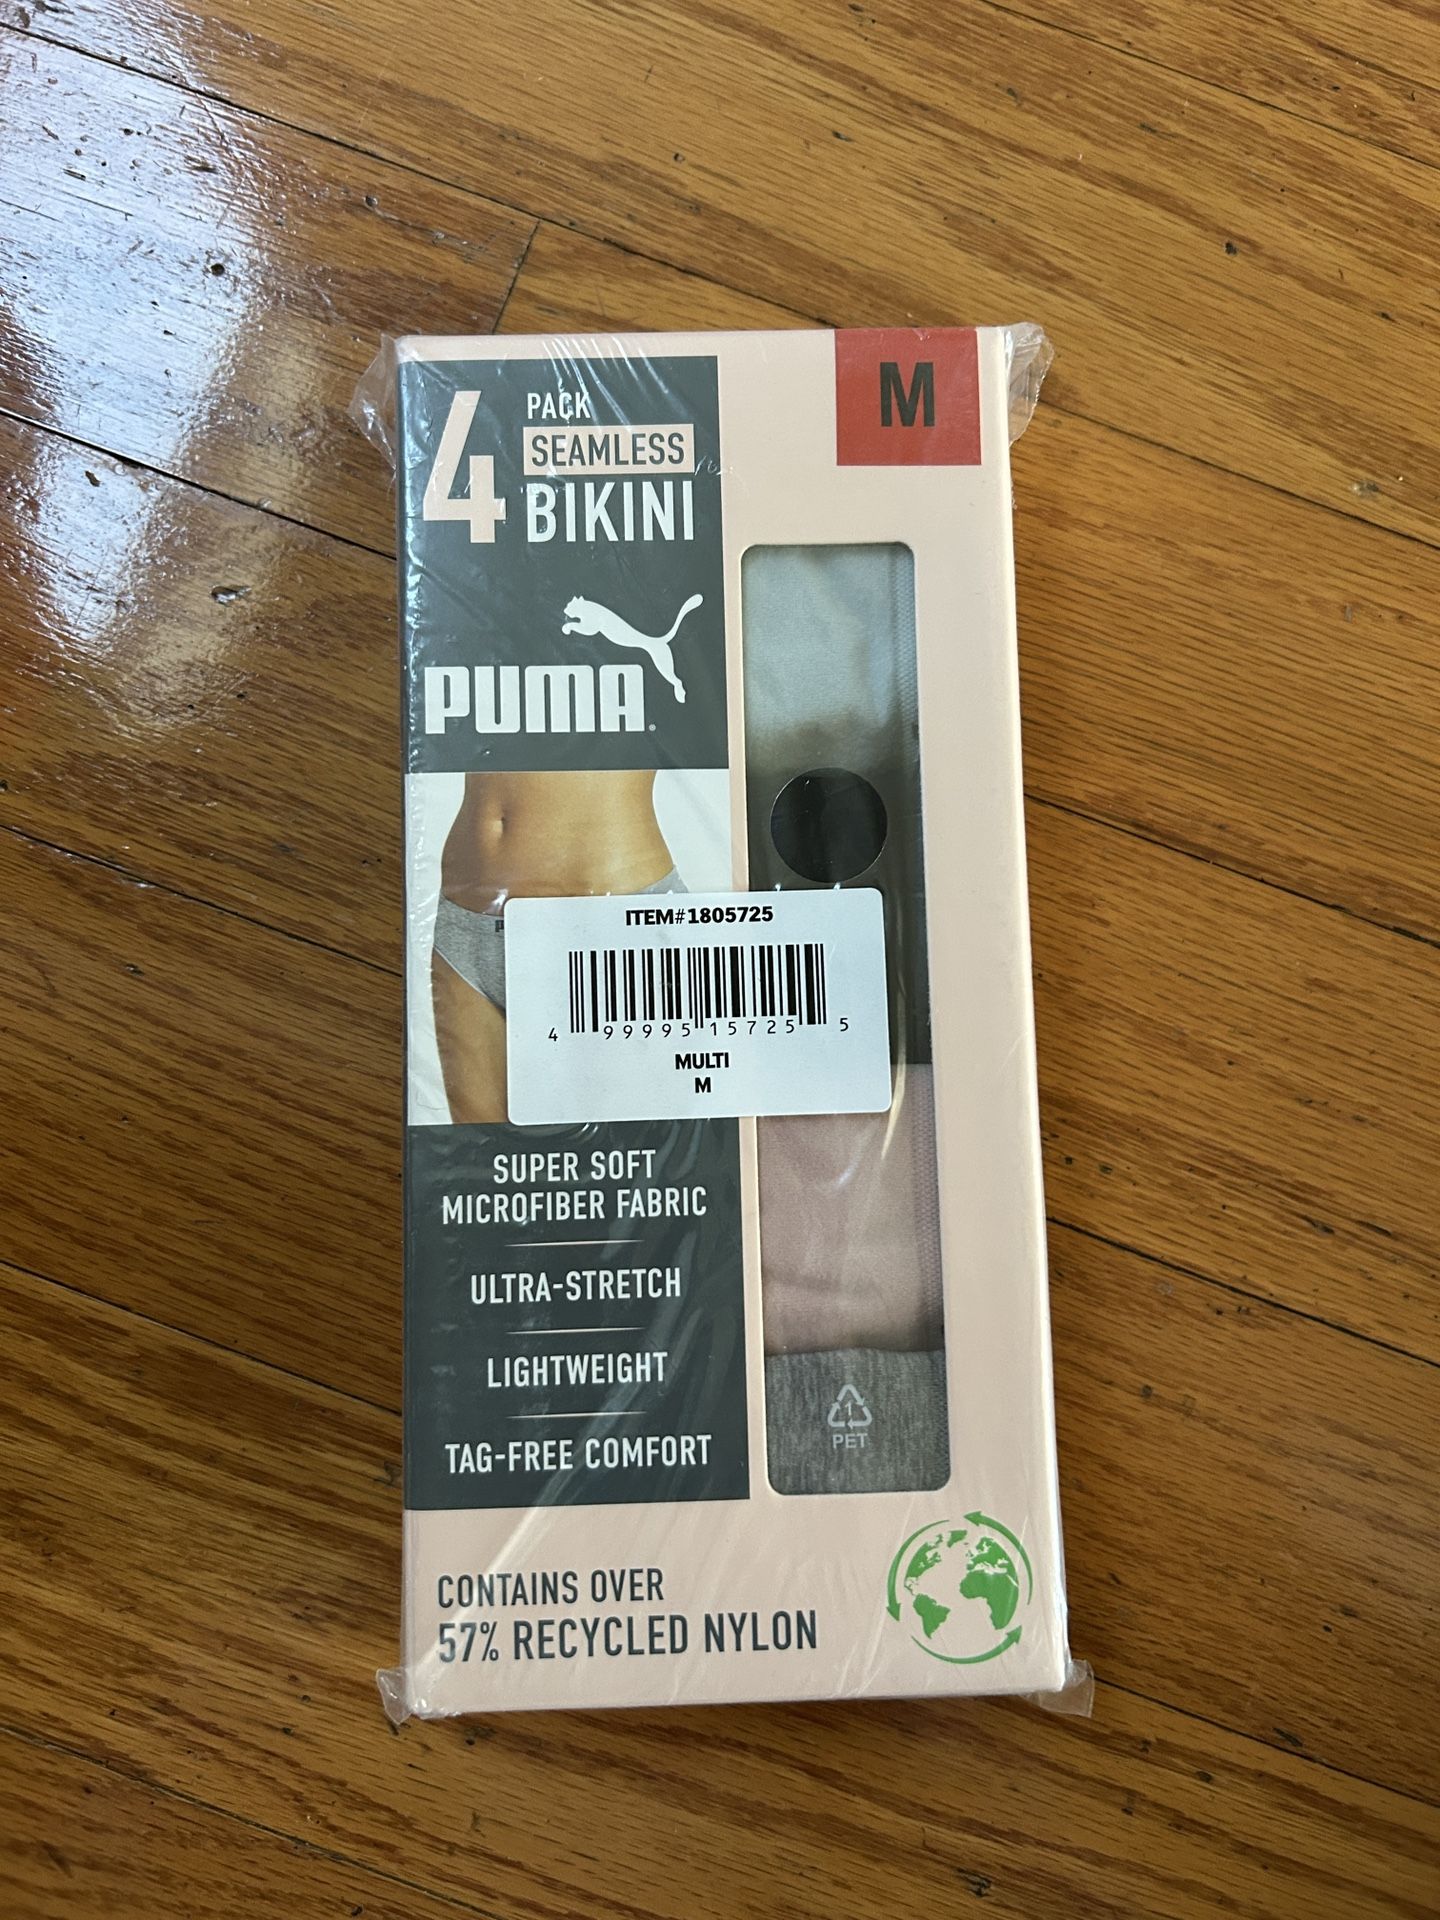 4 PACK
SEAMLESS
BIKINI
M
PUMA
ITEM#1805725
4 99995 15725 5
MULTI
M
SUPER SOFT
MICROFIBER FABRIC
ULTRA-STRETCH
LIGHTWEIGHT
TAG-FREE COMFORT
1
PET
CONTAINS OVER
57% RECYCLED NYLON